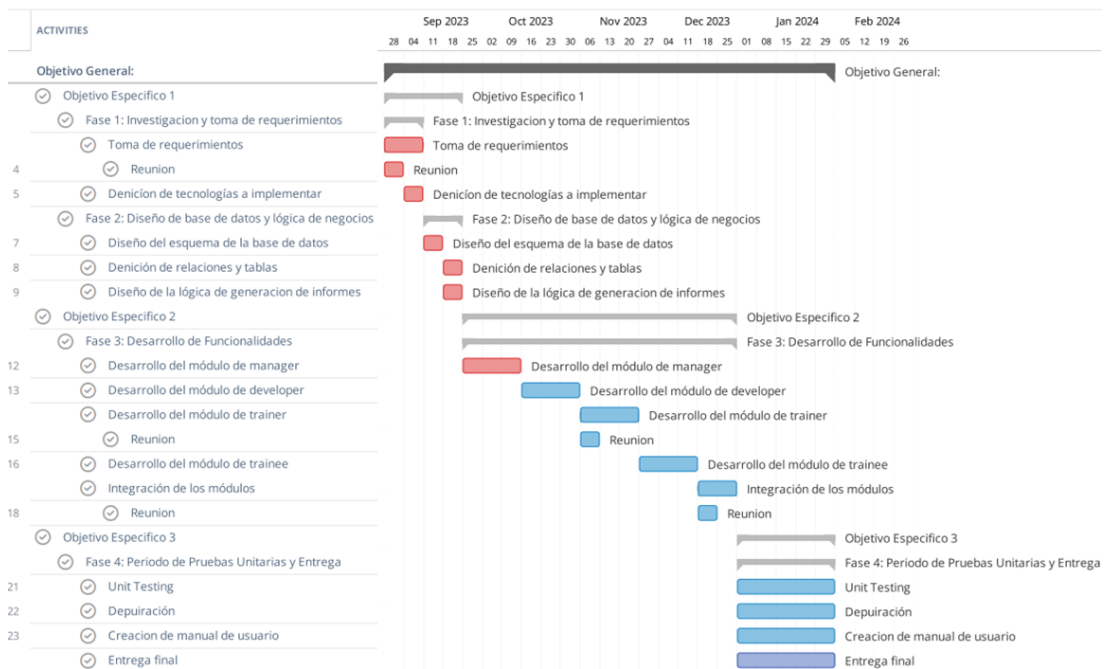 ACTIVITIES
Sep 2023 Oct 2023 Nov 2023 Dec 2023 Jan 2024 Feb 2024
28 04 11 18 25 02 09 16 23 30 06 13 20 27 04 11 18 25 01 08 15 22 29 05 12 19 26
Objetivo General: Objetivo General:
Objetivo Especifico 1 Objetivo Especifico 1
Fase 1: Investigacion y toma de requerimientos Fase 1: Investigacion y toma de requerimientos
Toma de requerimientos Toma de requerimientos
4 Reunion Reunion
5 Denicíon de tecnologías a implementar Denicíon de tecnologías a implementar
Fase 2: Diseño de base de datos y lógica de negocios Fase 2: Diseño de base de datos y lógica de negocios
7 Diseño del esquema de la base de datos Diseño del esquema de la base de datos
8 Denición de relaciones y tablas Denición de relaciones y tablas
9 Diseño de la lógica de generacion de informes Diseño de la lógica de generacion de informes
Objetivo Especifico 2 Objetivo Especifico 2
Fase 3: Desarrollo de Funcionalidades Fase 3: Desarrollo de Funcionalidades
12 Desarrollo del módulo de manager Desarrollo del módulo de manager
13 Desarrollo del módulo de developer Desarrollo del módulo de developer
Desarrollo del módulo de trainer Desarrollo del módulo de trainer
15 Reunion Reunion
16 Desarrollo del módulo de trainee Desarrollo del módulo de trainee
Integración de los módulos Integración de los módulos
18 Reunion Reunion
Objetivo Especifico 3 Objetivo Especifico 3
Fase 4: Periodo de Pruebas Unitarias y Entrega Fase 4: Periodo de Pruebas Unitarias y Entrega
21 Unit Testing Unit Testing
22 Depuiración Depuiración
23 Creacion de manual de usuario Creacion de manual de usuario
Entrega final Entrega final